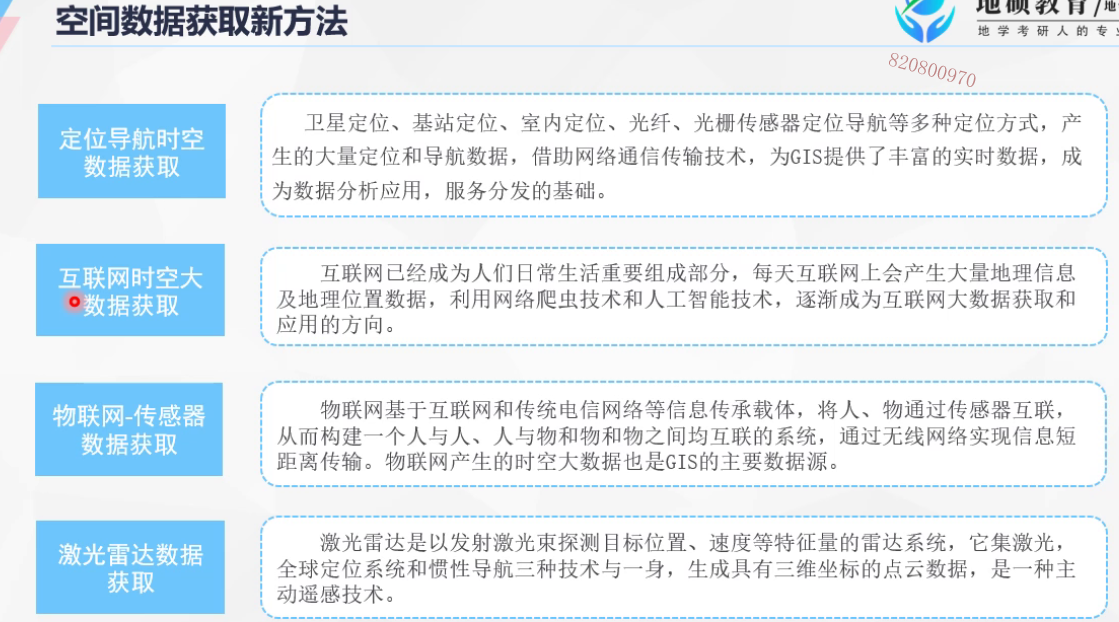 空间数据获取新方法
地硕教育/地
地学考研人的专业
820800970
定位导航时空
数据获取
卫星定位、基站定位、室内定位、光纤、光栅传感器定位导航等多种定位方式，产
生的大量定位和导航数据，借助网络通信传输技术，为GIS提供了丰富的实时数据，成
为数据分析应用，服务分发的基础。
互联网时空大
数据获取
互联网已经成为人们日常生活重要组成部分，每天互联网上会产生大量地理信息
及地理位置数据，利用网络爬虫技术和人工智能技术，逐渐成为互联网大数据获取和
应用的方向。
物联网-传感器
数据获取
物联网基于互联网和传统电信网络等信息传承载体，将人、物通过传感器互联，
从而构建一个人与人、人与物和物和物之间均互联的系统，通过无线网络实现信息短
距离传输。物联网产生的时空大数据也是GIS的主要数据源。
激光雷达数据
获取
激光雷达是以发射激光束探测目标位置、速度等特征量的雷达系统，它集激光，
全球定位系统和惯性导航三种技术与一身，生成具有三维坐标的点云数据，是一种主
动遥感技术。